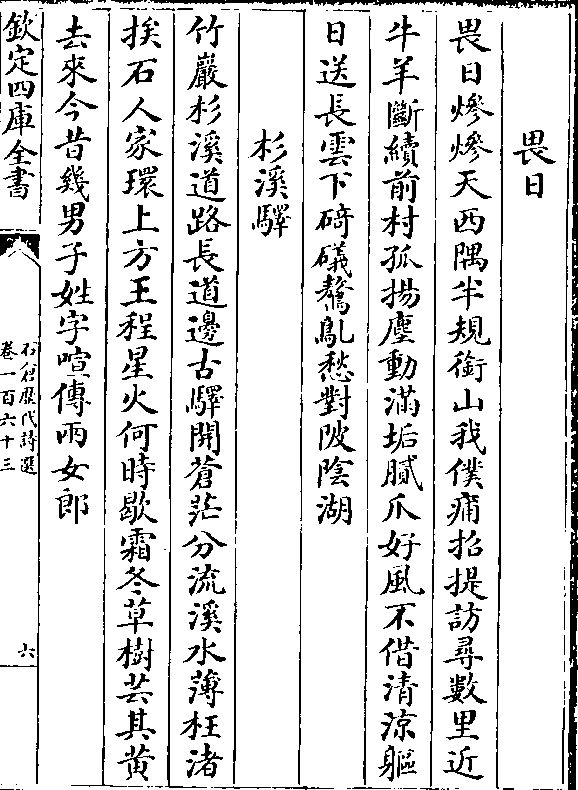 畏日
畏日熮熮天西隅半規銜山我僕痡招提訪尋數里近
牛羊斷續前村孤揚塵動滿垢膩爪好風不借清涼軀
日送長雲下碕礒驁亂愁對陂陰湖
杉溪驛
竹巖杉溪道路長道邊古驛開蒼茫分流溪水薄枉渚
挨石人家環上方王程星火何時歇霜冬草樹芸其黄
去來今昔幾男子姓字喧傳兩女郎
欽定四庫全書
石倉歷代詩選
卷一百六十三
六